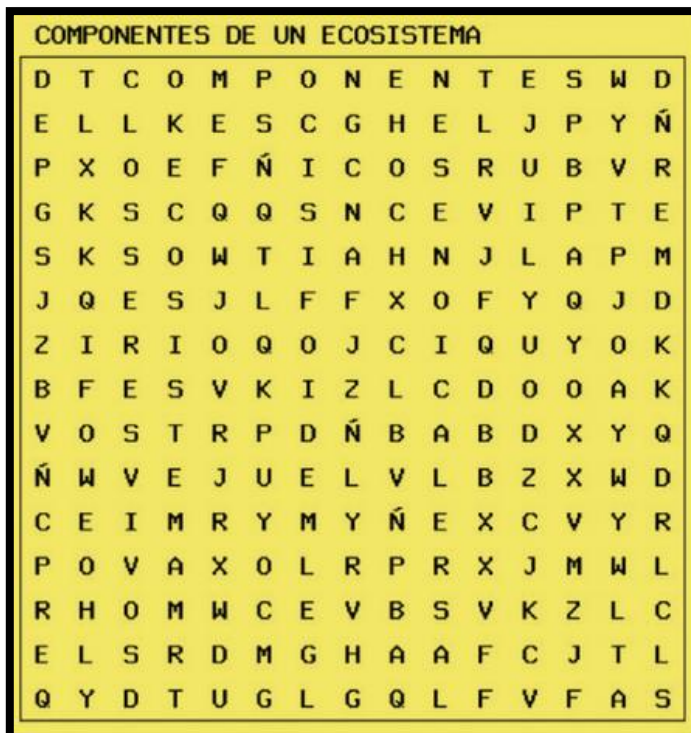 COMPONENTES DE UN ECOSISTEMA
D T C O M P O N E N T E S W D
E L L K E S C G H E L J P Y Ñ
P X O E F Ñ I C O S R U B V R
G K S C Q Q S N C E V I P T E
S K S O W T I A H N J L A P M
J Q E S J L F F X O F Y Q J D
Z I R I O Q O J C I Q U Y O K
B F E S V K I Z L C D O O A K
V O S T R P D Ñ B A B D X Y Q
Ñ W V E J U E L V L B Z X W D
C E I M R Y M Y Ñ E X C V Y R
P O V A X O L R P R X J M W L
R H O M W C E V B S V K Z L C
E L S R D M G H A A F C J T L
Q Y D T U G L G Q L F V F A S